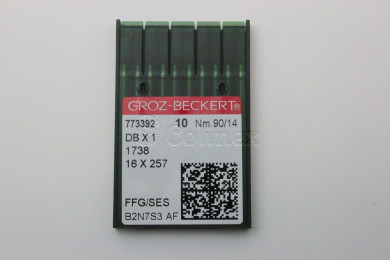 GROZ-BECKERT®
773392 10 Nm 90/14
DB X 1
1738
16 X 257
FFG/SES
B2N7S3 AF